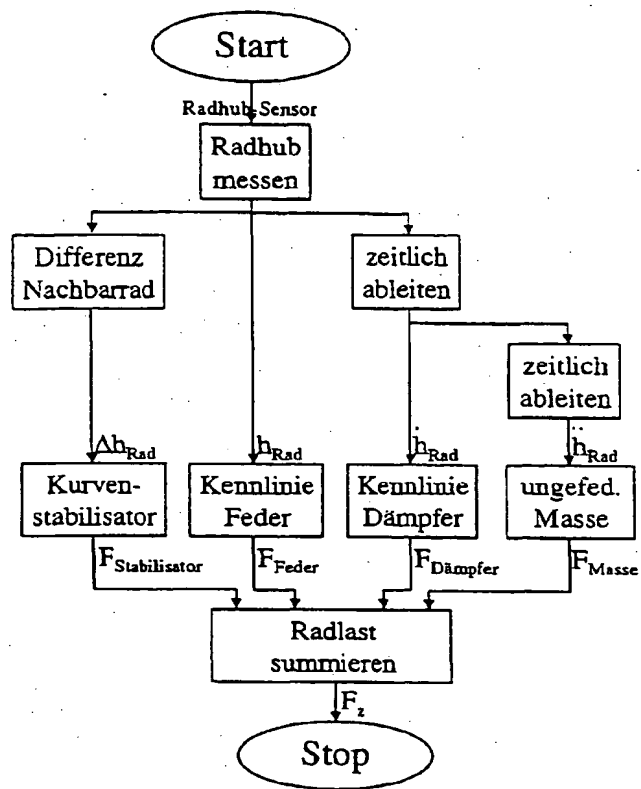 Start
Radhub-Sensor
Radhub
messen
Differenz
Nachbarrad
zeitlich
ableiten
zeitlich
ableiten
Δh_Rad
h_Rad
ḣ_Rad
ḧ_Rad
Kurven-
stabilisator
Kennlinie
Feder
Kennlinie
Dämpfer
ungefed.
Masse
F_Stabilisator
F_Feder
F_Dämpfer
F_Masse
Radlast
summieren
F_z
Stop